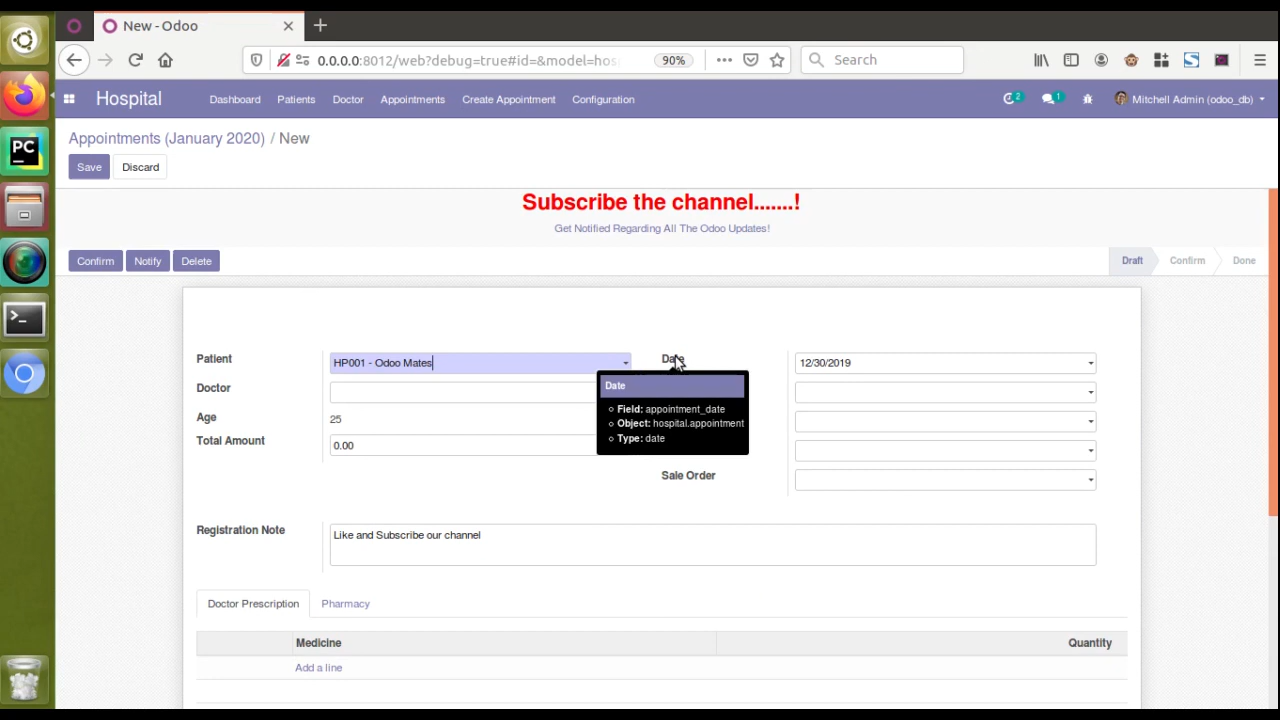 New - Odoo
0.0.0.0:8012/web?debug=true#id=&model=hos
90%
Search
Hospital
Dashboard
Patients
Doctor
Appointments
Create Appointment
Configuration
2
1
Mitchell Admin (odoo_db)
Appointments (January 2020) / New
Save
Discard
Subscribe the channel.......!
Get Notified Regarding All The Odoo Updates!
Confirm
Notify
Delete
Draft
Confirm
Done
Patient
HP001 - Odoo Mates
Date
12/30/2019
Doctor
Date
Field: appointment_date
Object: hospital.appointment
Type: date
Age
25
Total Amount
0.00
Sale Order
Registration Note
Like and Subscribe our channel
Doctor Prescription
Pharmacy
Medicine
Quantity
Add a line
PC
>_